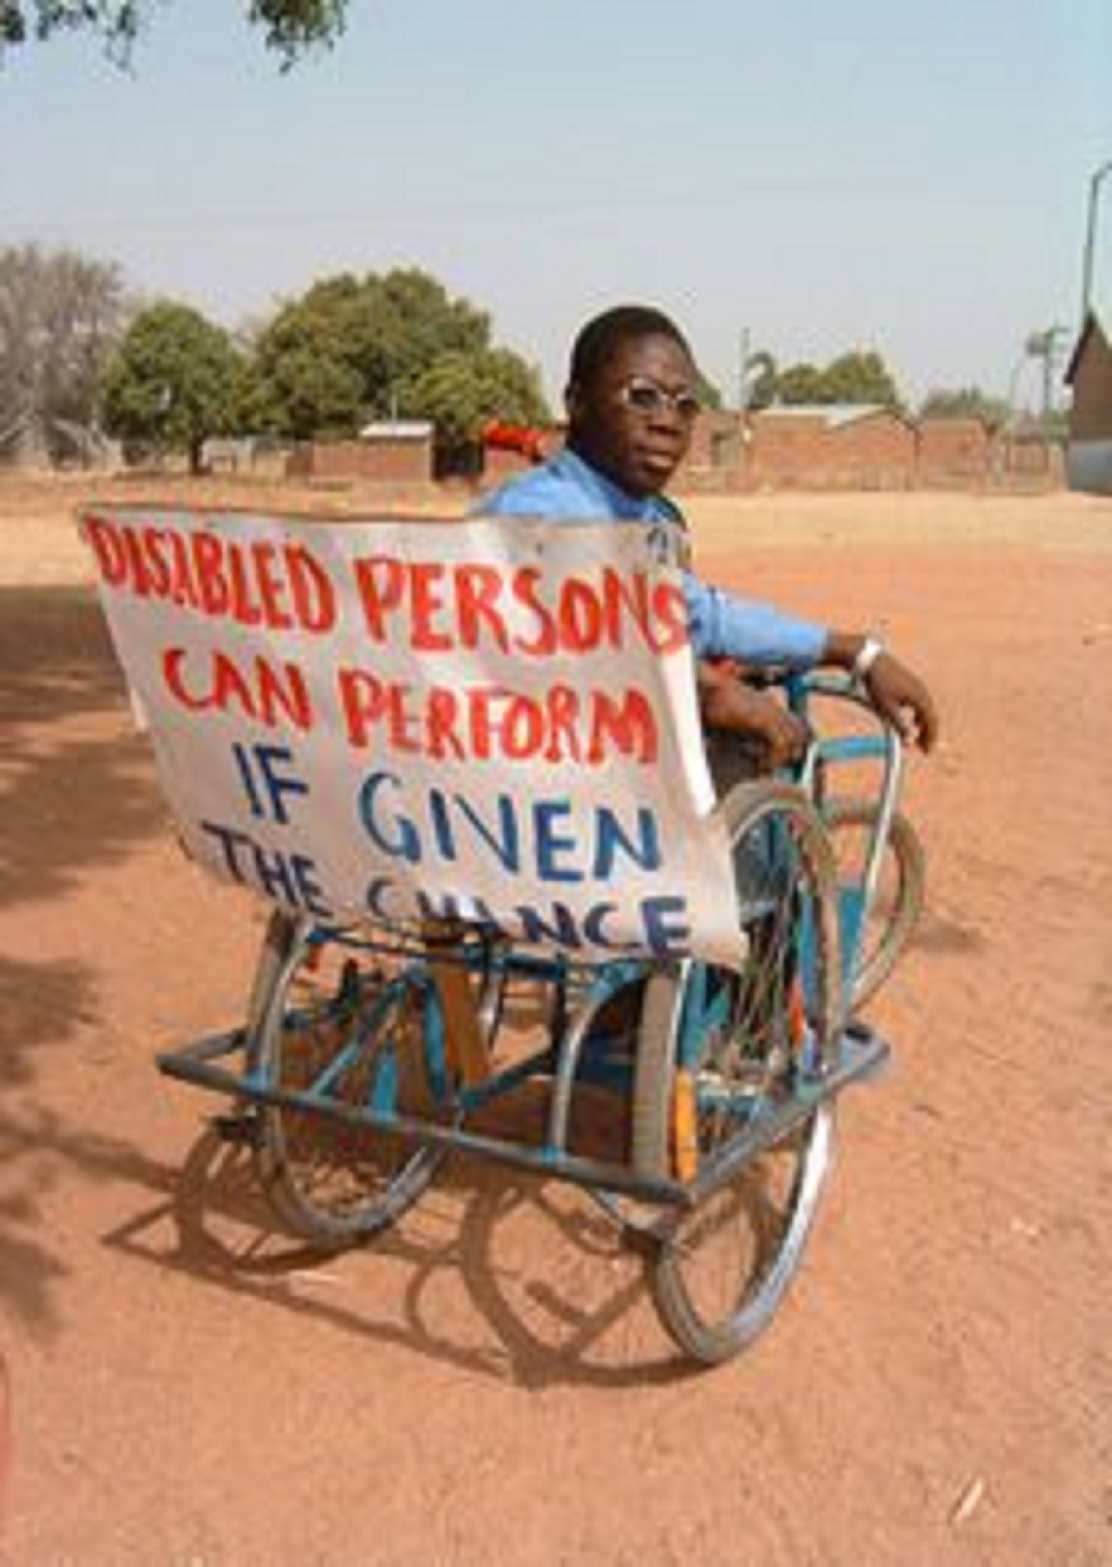 DISABLED PERSONS
CAN PERFORM
IF GIVEN
THE CHANCE